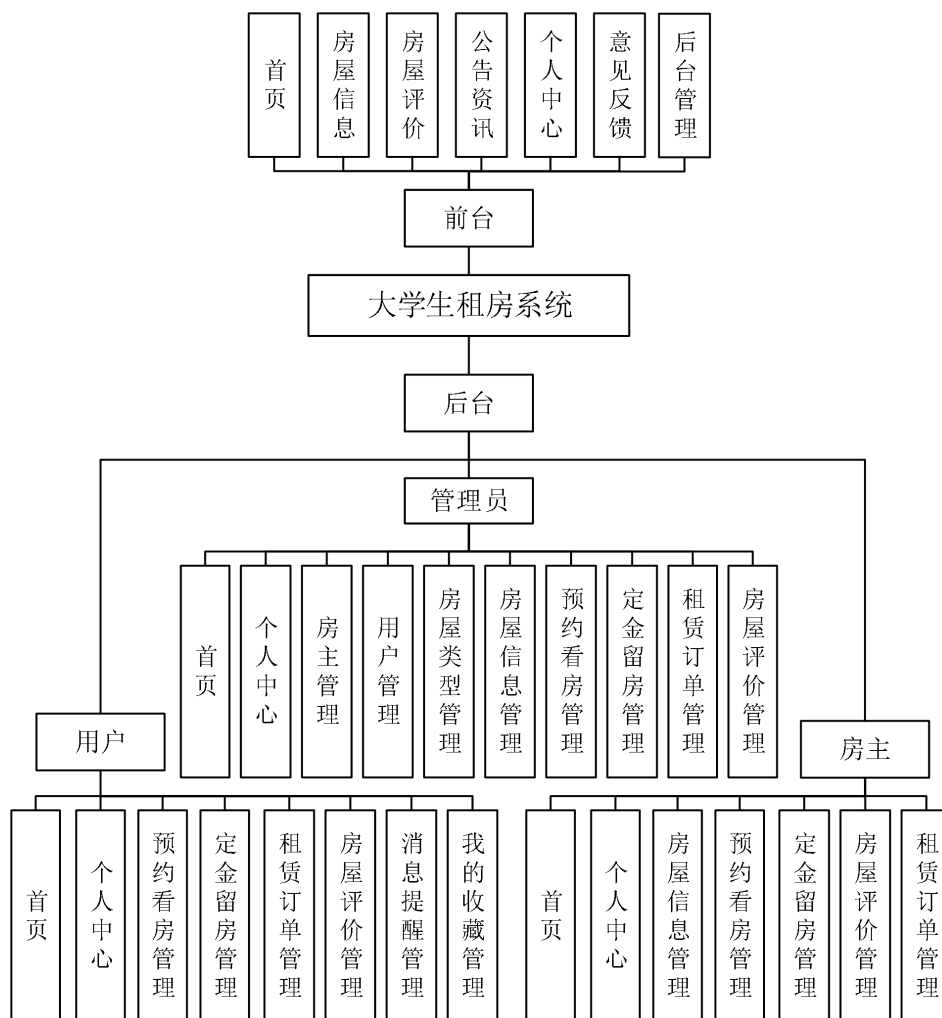 首页
房屋信息
房屋评价
公告资讯
个人中心
意见反馈
后台管理
前台
大学生租房系统
后台
管理员
首页
个人中心
房主管理
用户管理
房屋类型管理
房屋信息管理
预约看房管理
定金留房管理
租赁订单管理
房屋评价管理
用户
房主
首页
个人中心
预约看房管理
定金留房管理
租赁订单管理
房屋评价管理
消息提醒管理
我的收藏管理
首页
个人中心
房屋信息管理
预约看房管理
定金留房管理
房屋评价管理
租赁订单管理